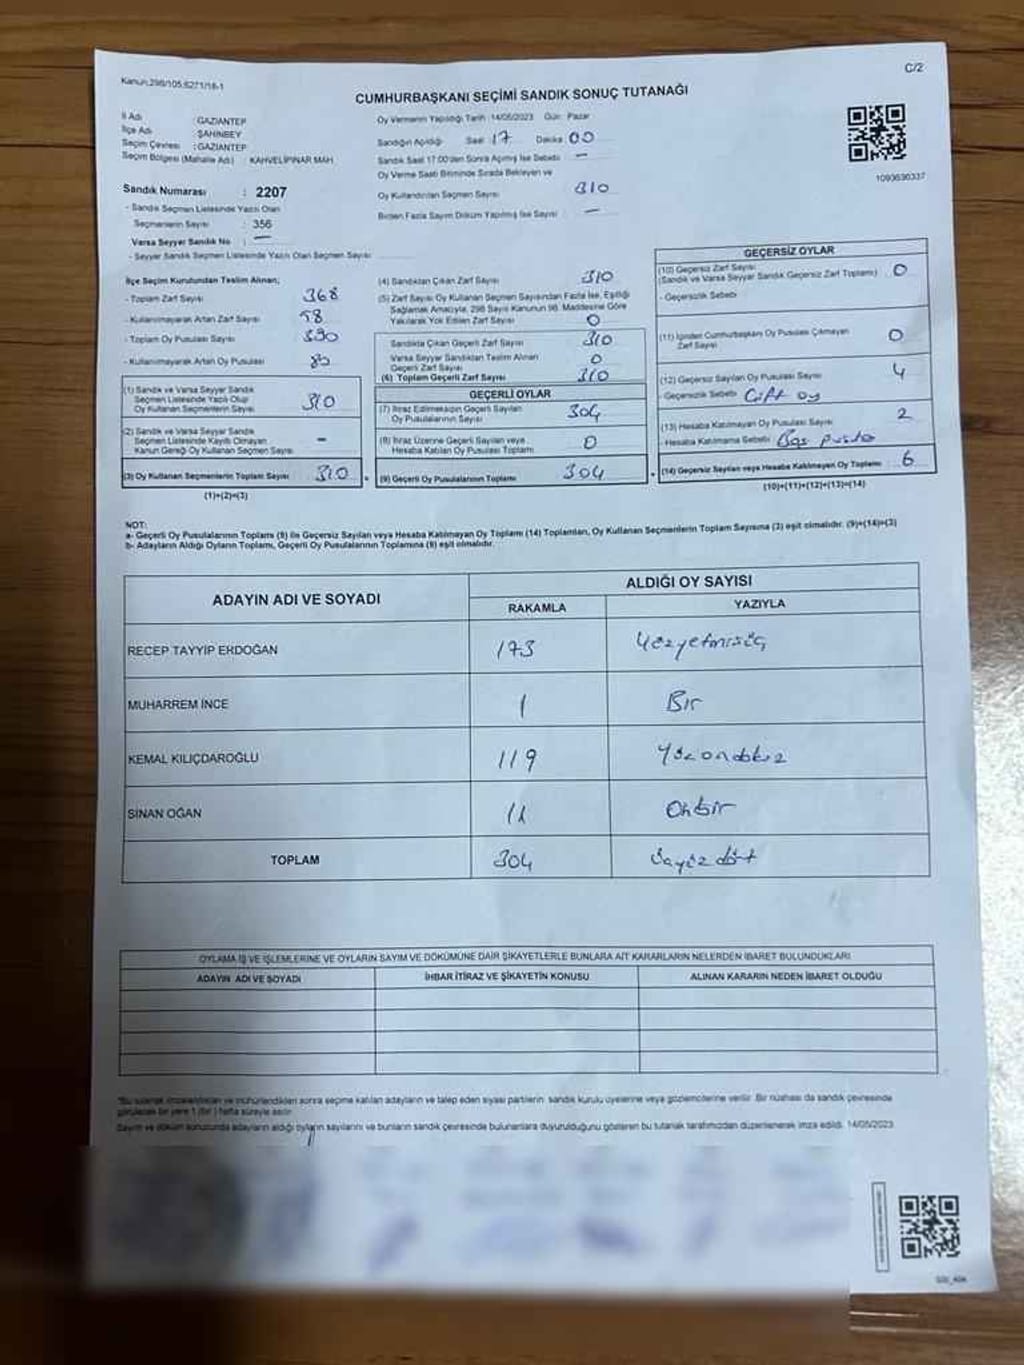 Kanun:298/105;6271/18-1
C/2
CUMHURBAŞKANI SEÇİMİ SANDIK SONUÇ TUTANAĞI
İl Adı : GAZİANTEP
İlçe Adı : ŞAHİNBEY
Seçim Çevresi : GAZİANTEP
Seçim Bölgesi (Mahalle Adı) : KAHVELİPINAR MAH.
Sandık Numarası : 2207
- Sandık Seçmen Listesinde Yazılı Olan
Seçmenlerin Sayısı : 356
Varsa Seyyar Sandık No : —
- Seyyar Sandık Seçmen Listesinde Yazılı Olan Seçmen Sayısı
Oy Vermenin Yapıldığı Tarih :14/05/2023 Gün: Pazar
Sandığın Açıldığı Saat 17 Dakika 00
Sandık Saat 17:00'den Sonra Açılmış İse Sebebi —
Oy Verme Saati Bitiminde Sırada Bekleyen ve
Oy Kullandırılan Seçmen Sayısı 310
Birden Fazla Sayım Döküm Yapılmış İse Sayısı —
1093636337
İlçe Seçim Kurulundan Teslim Alınan;
- Toplam Zarf Sayısı 368
- Kullanılmayarak Artan Zarf Sayısı 58
- Toplam Oy Pusulası Sayısı 390
- Kullanılmayarak Artan Oy Pusulası 80
(1) Sandık ve Varsa Seyyar Sandık
Seçmen Listesinde Yazılı Olup
Oy Kullanan Seçmenlerin Sayısı 310
(2) Sandık ve Varsa Seyyar Sandık
Seçmen Listesinde Kayıtlı Olmayan
Kanun Gereği Oy Kullanan Seçmen Sayısı –
(3) Oy Kullanan Seçmenlerin Toplam Sayısı 310
(1)+(2)=(3)
(4) Sandıktan Çıkan Zarf Sayısı 310
(5) Zarf Sayısı Oy Kullanan Seçmen Sayısından Fazla İse, Eşitliği
Sağlamak Amacıyla, 298 Sayılı Kanunun 98. Maddesine Göre
Yakılarak Yok Edilen Zarf Sayısı 0
Sandıkta Çıkan Geçerli Zarf Sayısı 310
Varsa Seyyar Sandıktan Teslim Alınan
Geçerli Zarf Sayısı 0
(6) Toplam Geçerli Zarf Sayısı 310
GEÇERLİ OYLAR
(7) İtiraz Edilmeksizin Geçerli Sayılan
Oy Pusulalarının Sayısı 304
(8) İtiraz Üzerine Geçerli Sayılan veya
Hesaba Katılan Oy Pusulası Toplamı 0
(9) Geçerli Oy Pusulalarının Toplamı 304
GEÇERSİZ OYLAR
(10) Geçersiz Zarf Sayısı
(Sandık ve Varsa Seyyar Sandık Geçersiz Zarf Toplamı) 0
- Geçersizlik Sebebi
(11) İçinden Cumhurbaşkanı Oy Pusulası Çıkmayan
Zarf Sayısı 0
(12) Geçersiz Sayılan Oy Pusulası Sayısı 4
- Geçersizlik Sebebi Çift oy
(13) Hesaba Katılmayan Oy Pusulası Sayısı 2
- Hesaba Katılmama Sebebi Boş pusula
(14) Geçersiz Sayılan veya Hesaba Katılmayan Oy Toplamı 6
(10)+(11)+(12)+(13)=(14)
NOT:
a- Geçerli Oy Pusulalarının Toplamı (9) ile Geçersiz Sayılan veya Hesaba Katılmayan Oy Toplamı (14) Toplamları, Oy Kullanan Seçmenlerin Toplam Sayısına (3) eşit olmalıdır. (9)+(14)=(3)
b- Adayların Aldığı Oyların Toplamı, Geçerli Oy Pusulalarının Toplamına (9) eşit olmalıdır.
ADAYIN ADI VE SOYADI
ALDIĞI OY SAYISI
RAKAMLA YAZIYLA
RECEP TAYYİP ERDOĞAN 173 Yüzyetmişüç
MUHARREM İNCE 1 Bir
KEMAL KILIÇDAROĞLU 119 Yüzondokuz
SİNAN OĞAN 11 Onbir
TOPLAM 304 Üçyüzdört
OYLAMA İŞ VE İŞLEMLERİNE VE OYLARIN SAYIM VE DÖKÜMÜNE DAİR ŞİKAYETLERLE BUNLARA AİT KARARLARIN NELERDEN İBARET BULUNDUKLARI
ADAYIN ADI VE SOYADI İHBAR İTİRAZ VE ŞİKAYETİN KONUSU ALINAN KARARIN NEDEN İBARET OLDUĞU
*Bu tutanak imzalandıktan ve mühürlendikten sonra seçime katılan adayların ve talep eden siyasi partilerin sandık kurulu üyelerine veya gözlemcilerine verilir. Bir nüshası da sandık çevresinde
görülecek bir yere 1 (bir) hafta süreyle asılır.
Sayım ve döküm sonucunda adayların aldığı oyların sayılarını ve bunların sandık çevresinde bulunanlara duyurulduğunu gösteren bu tutanak tarafımızdan düzenlenerek imza edildi. 14/05/2023